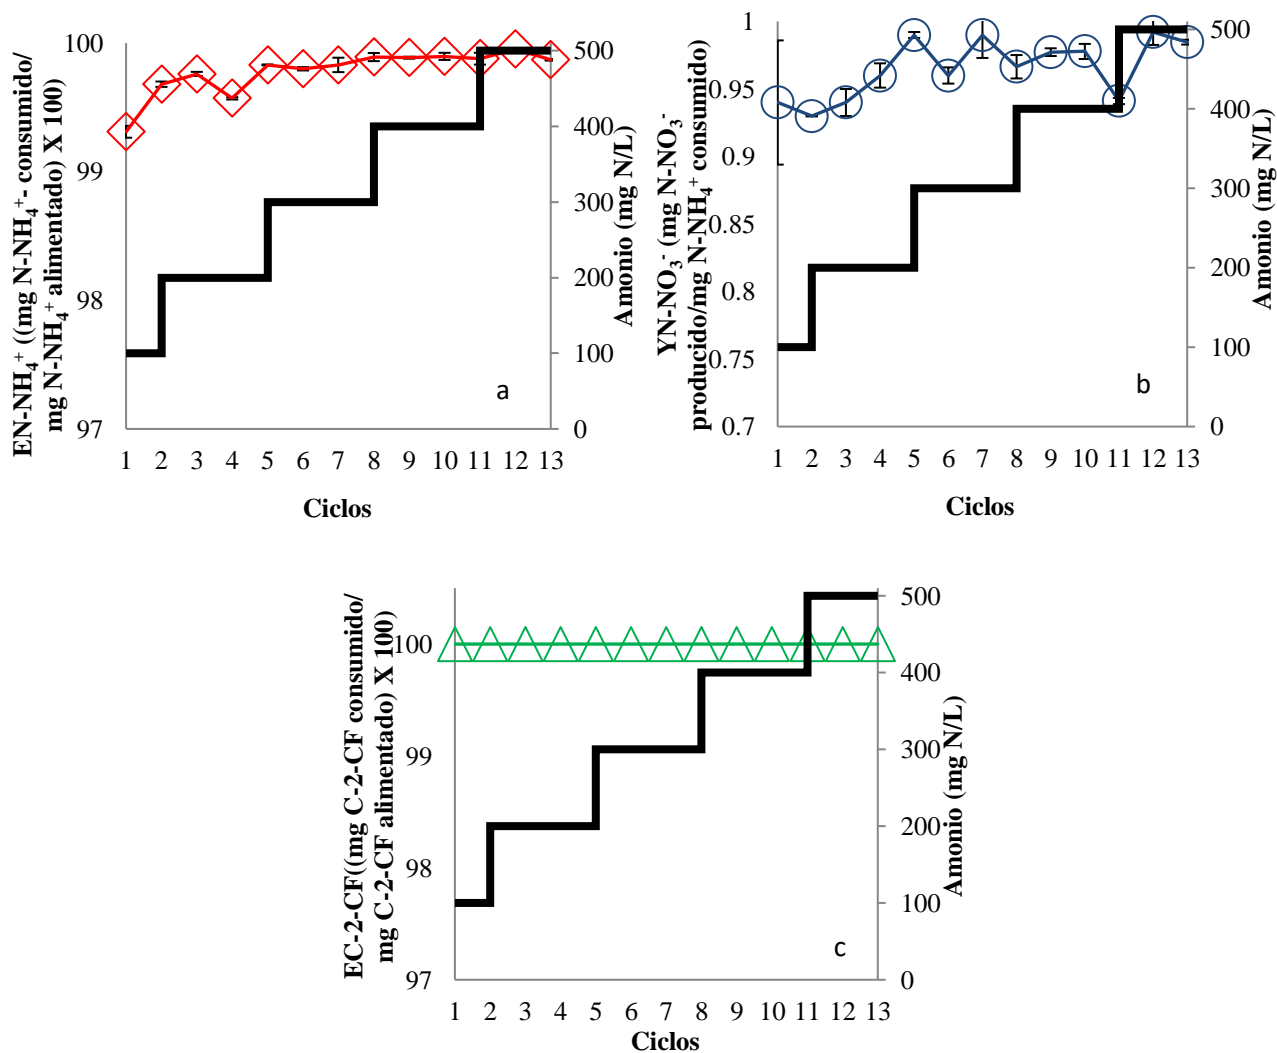 EN-NH₄⁺ ((mg N-NH₄⁺- consumido/
mg N-NH₄⁺ alimentado) X 100)
100
99
98
97
500
400
300
200
100
0
Amonio (mg N/L)
a
1 2 3 4 5 6 7 8 9 10 11 12 13
Ciclos
YN-NO₃⁻ (mg N-NO₃⁻
producido/mg N-NH₄⁺ consumido)
1
0.95
0.9
0.85
0.8
0.75
0.7
500
400
300
200
100
0
Amonio (mg N/L)
b
1 2 3 4 5 6 7 8 9 10 11 12 13
Ciclos
EC-2-CF((mg C-2-CF consumido/
mg C-2-CF alimentado) X 100)
100
99
98
97
500
400
300
200
100
0
Amonio (mg N/L)
c
1 2 3 4 5 6 7 8 9 10 11 12 13
Ciclos